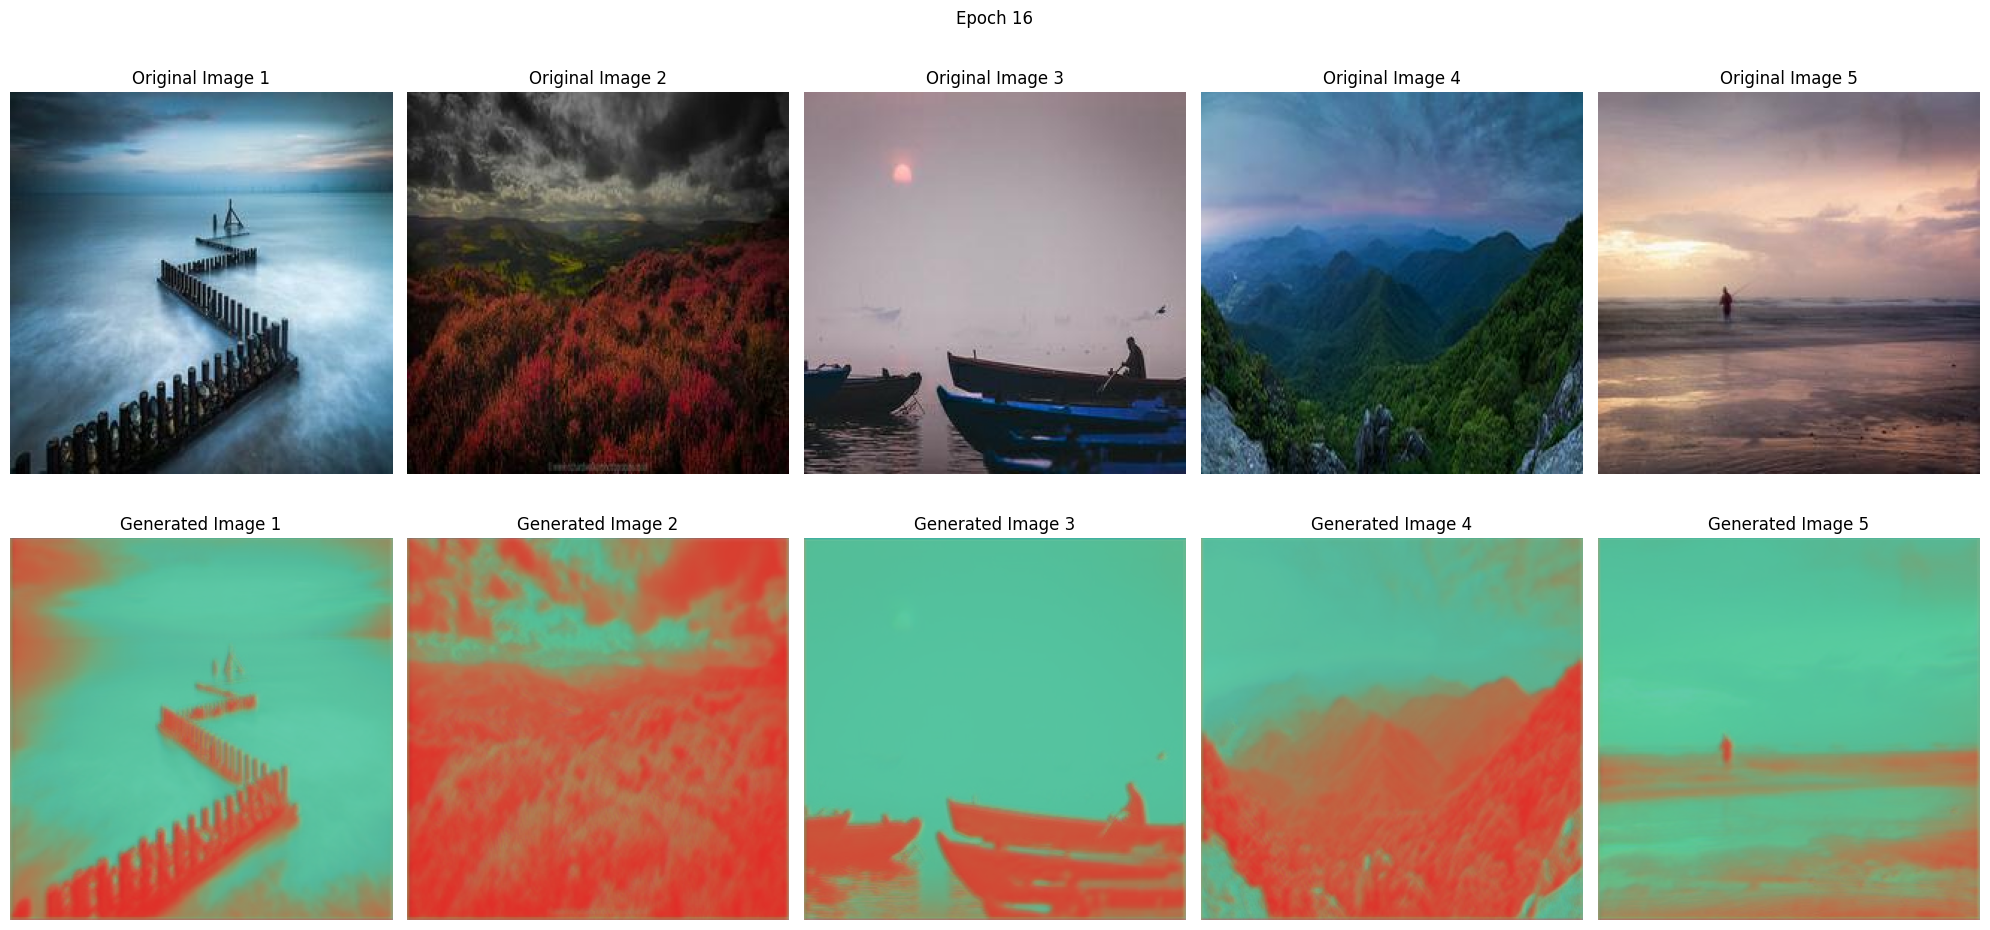 Epoch 16
Original Image 1
Original Image 2
Original Image 3
Original Image 4
Original Image 5
Generated Image 1
Generated Image 2
Generated Image 3
Generated Image 4
Generated Image 5